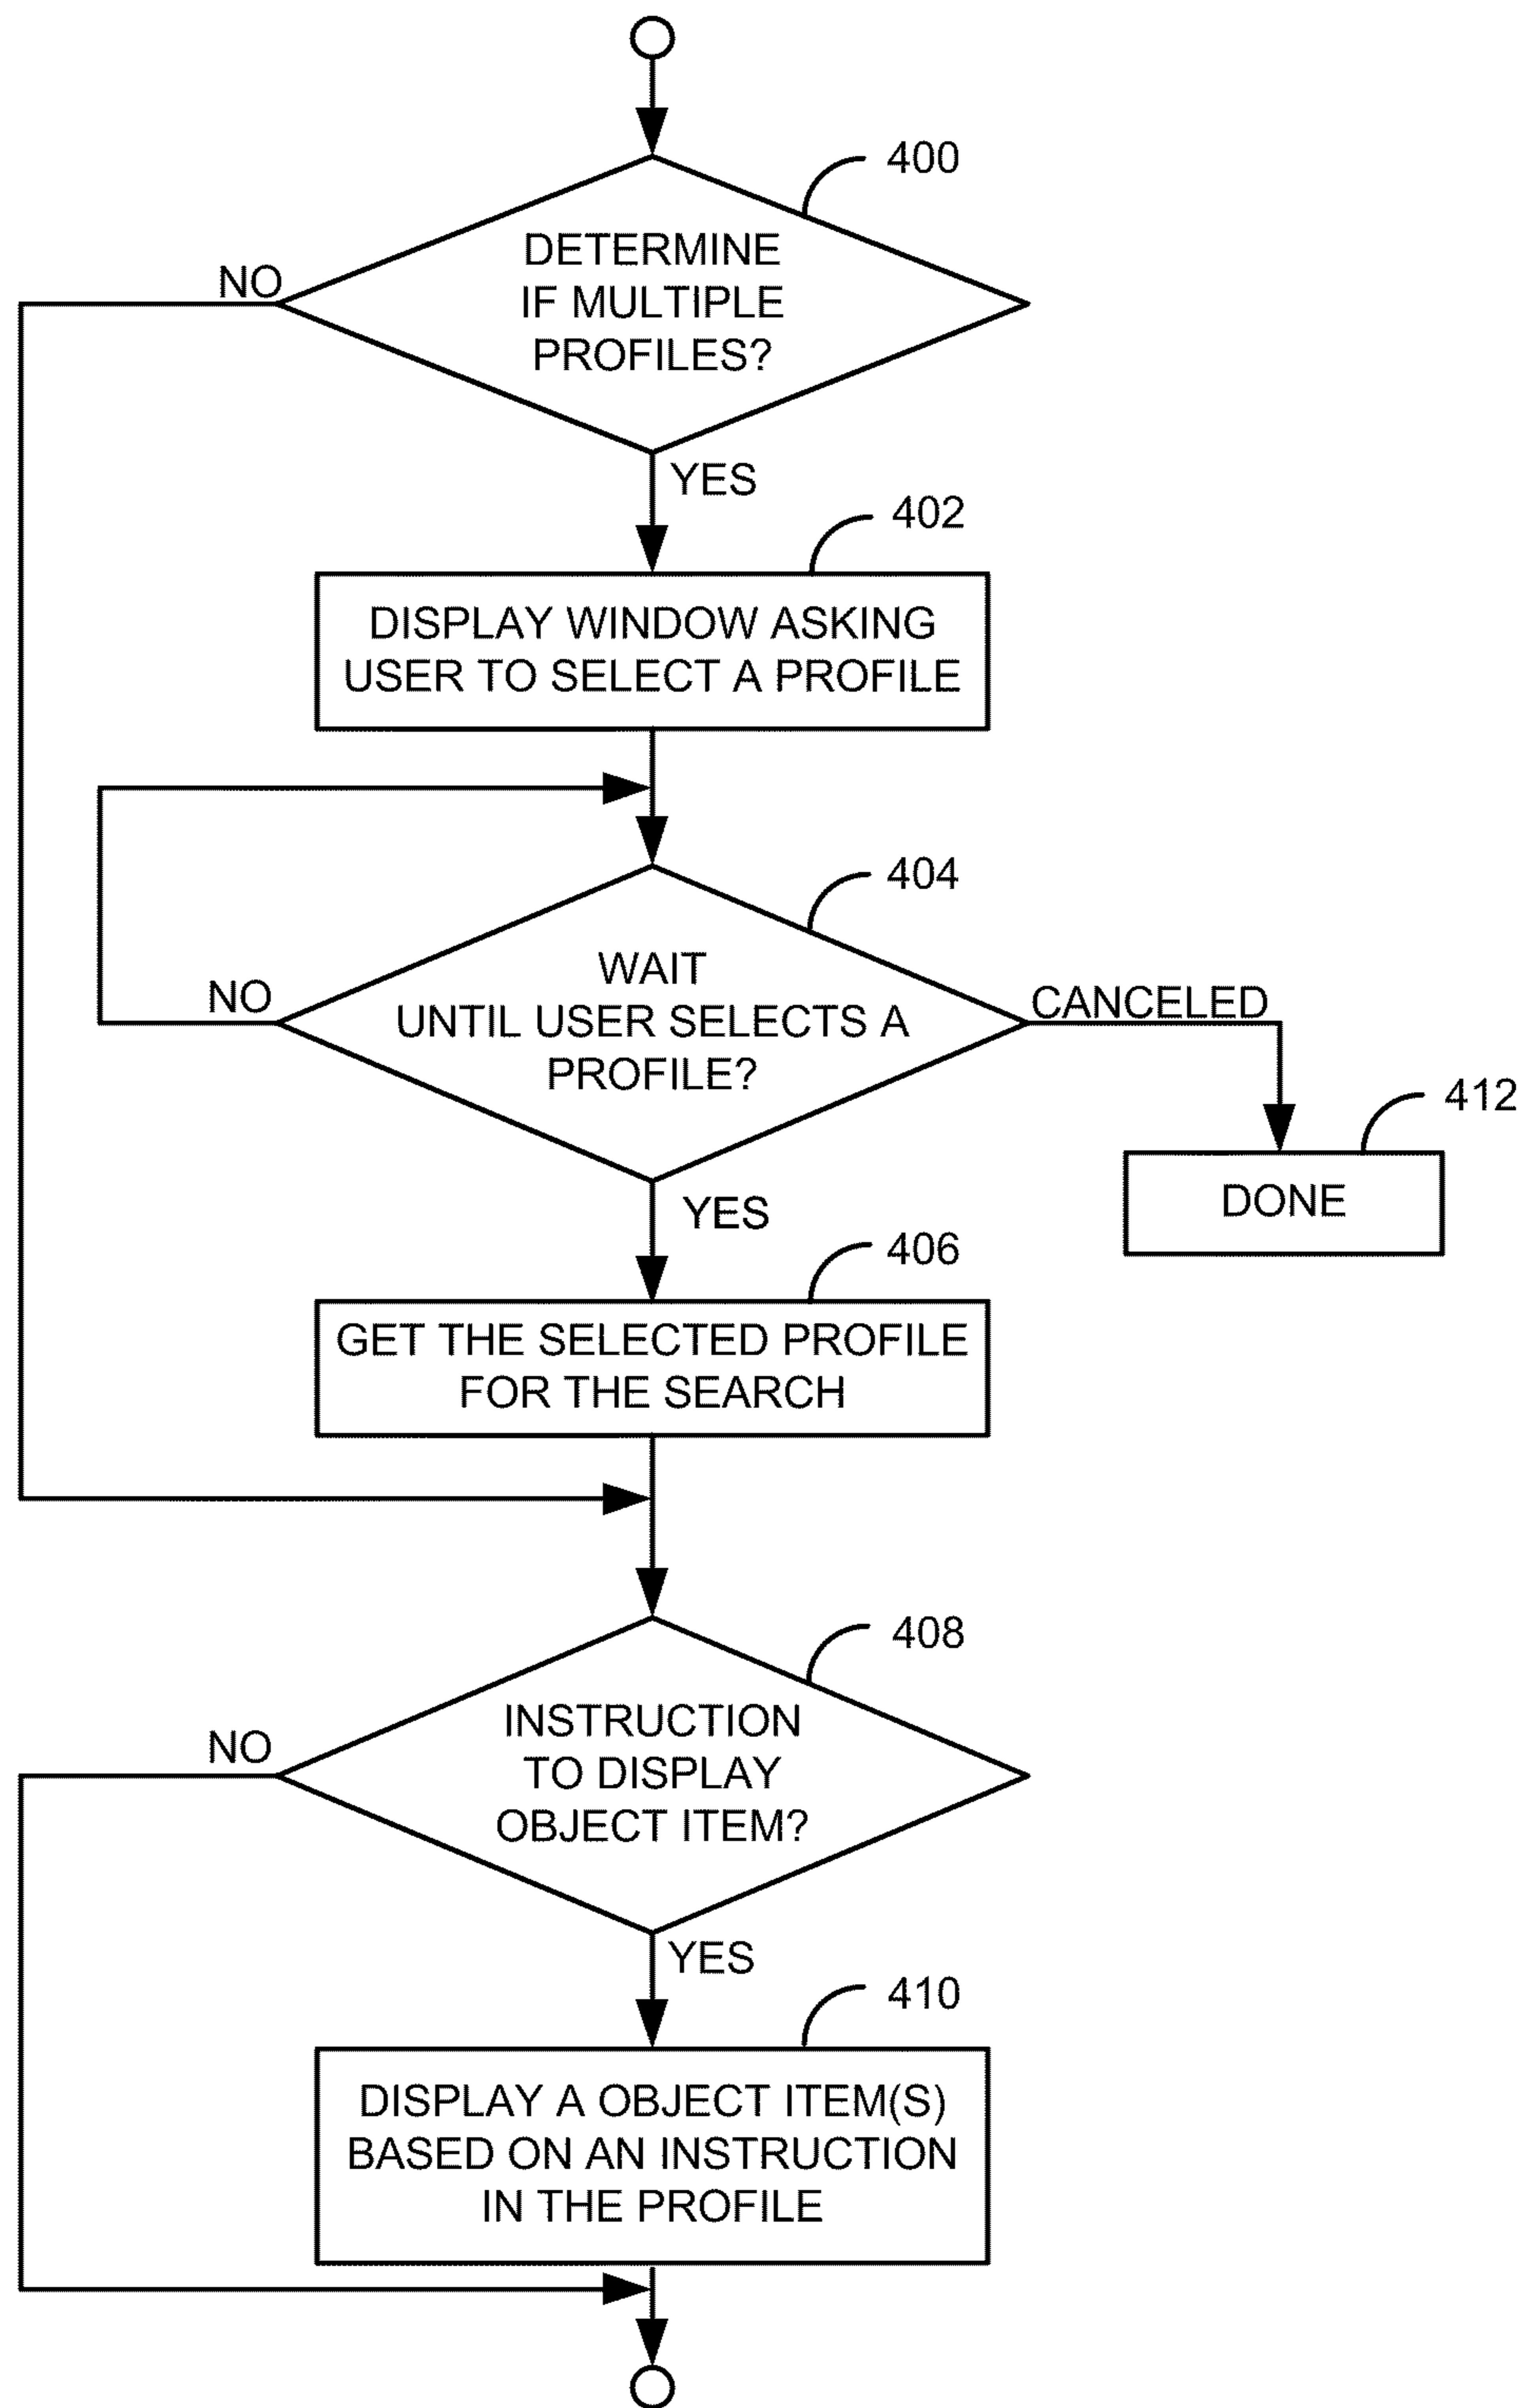 400
DETERMINE
IF MULTIPLE
PROFILES?
NO
YES
402
DISPLAY WINDOW ASKING
USER TO SELECT A PROFILE
404
WAIT
UNTIL USER SELECTS A
PROFILE?
NO
CANCELED
412
DONE
YES
406
GET THE SELECTED PROFILE
FOR THE SEARCH
408
INSTRUCTION
TO DISPLAY
OBJECT ITEM?
NO
YES
410
DISPLAY A OBJECT ITEM(S)
BASED ON AN INSTRUCTION
IN THE PROFILE